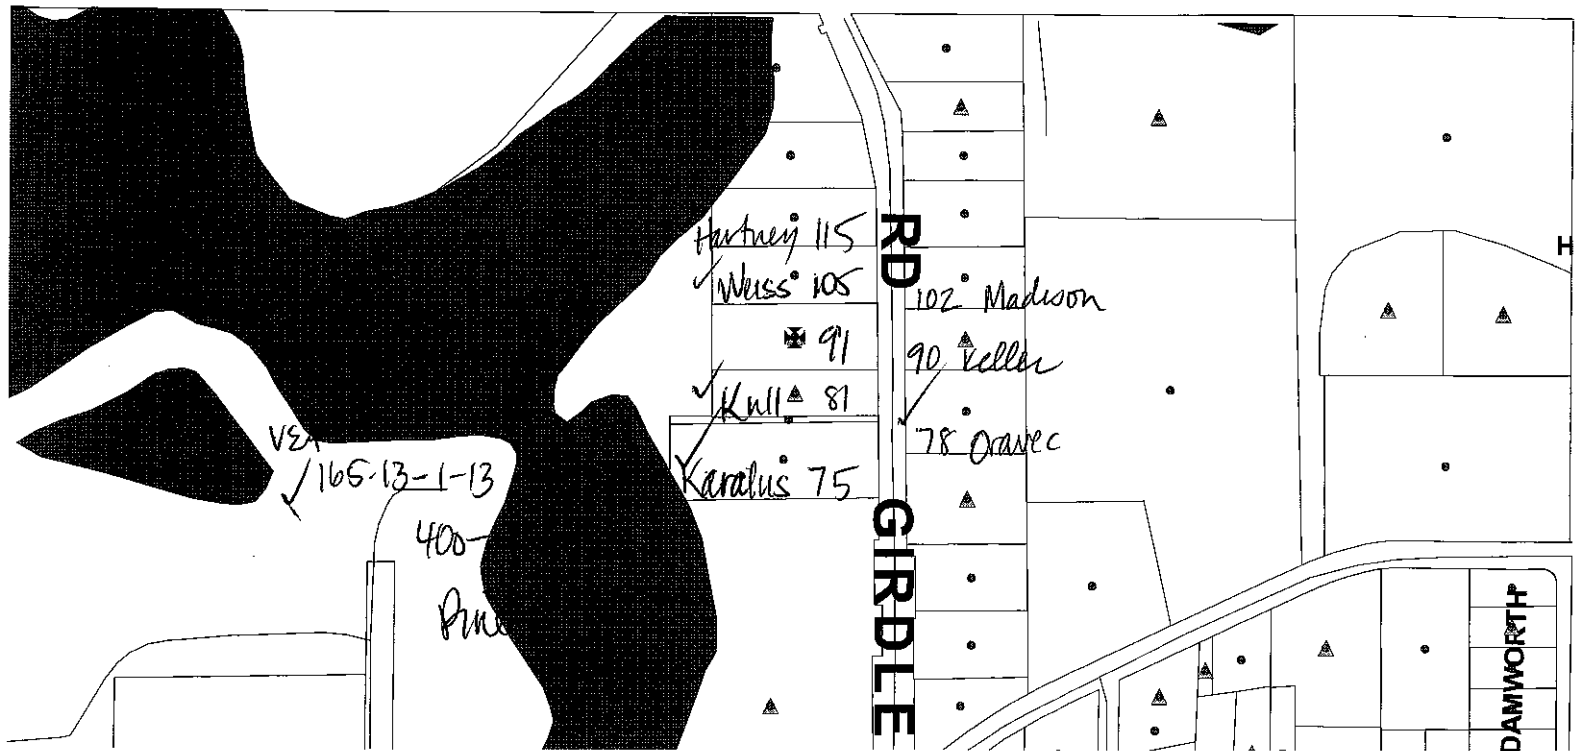 Hartney 115
✓ Weiss 105
91
✓ Kull 81
✓ Karalus 75
102 Madison
90 Keller
✓ 78 Oravec
✓ 165.13-1-13
400-
GIRDLE RD
DAMWORTH
H